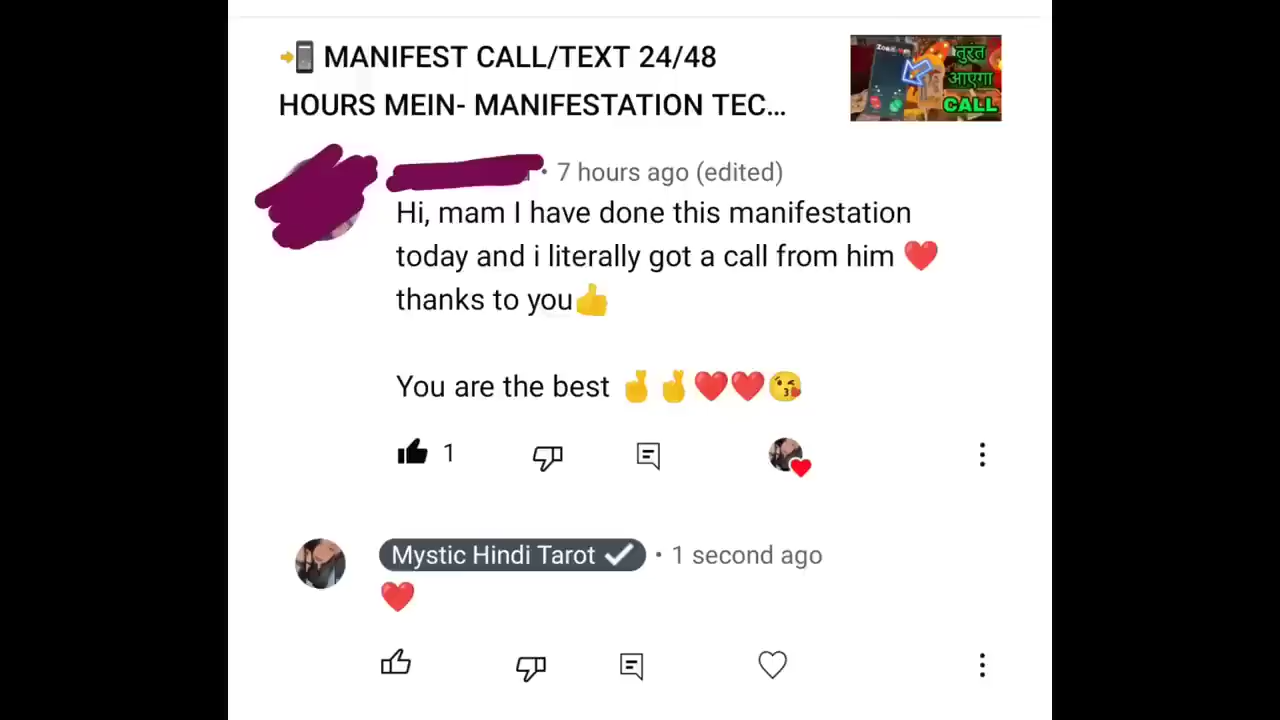 📲 MANIFEST CALL/TEXT 24/48
HOURS MEIN- MANIFESTATION TEC...
तुरंत
आएगा
CALL
• 7 hours ago (edited)
Hi, mam I have done this manifestation
today and i literally got a call from him ❤️
thanks to you👍
You are the best 🤞🤞❤️❤️😘
1
Mystic Hindi Tarot ✔ • 1 second ago
❤️